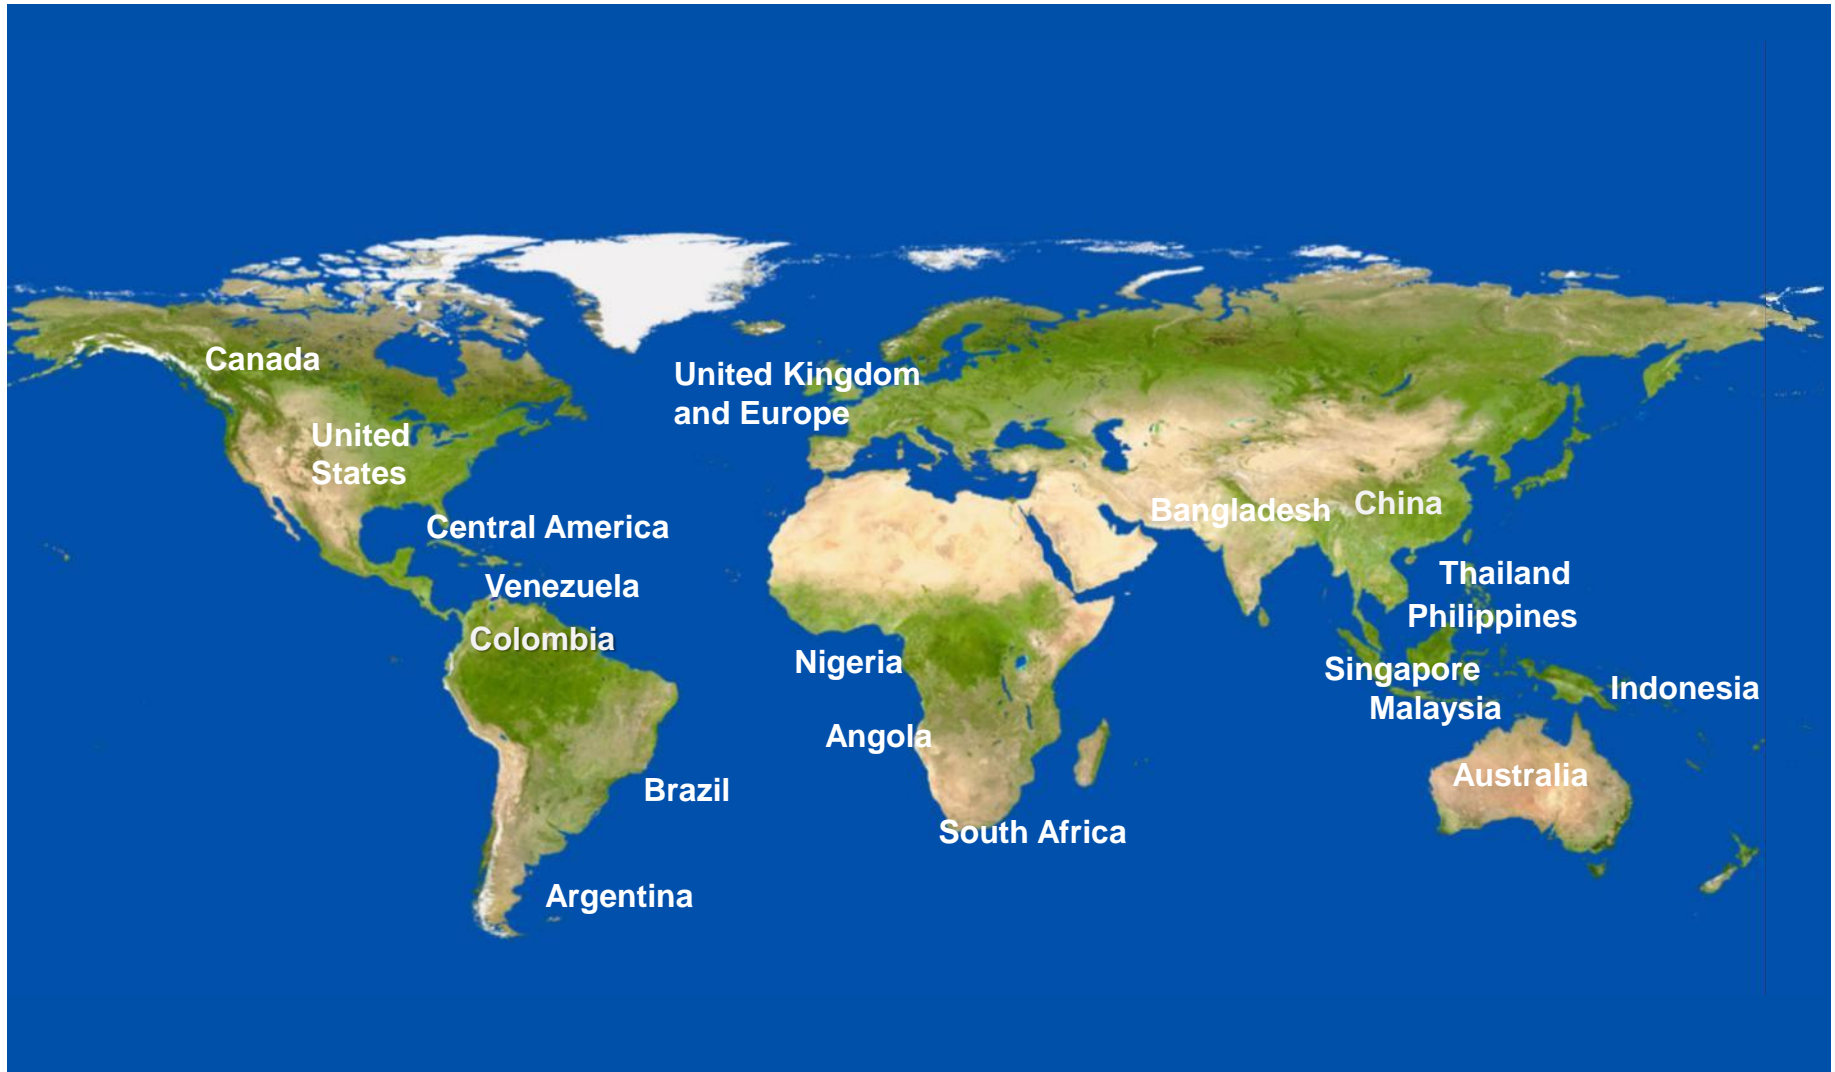 Canada
United Kingdom
and Europe
United
States
Bangladesh
China
Central America
Venezuela
Thailand
Philippines
Colombia
Nigeria
Singapore
Indonesia
Malaysia
Angola
Australia
Brazil
South Africa
Argentina